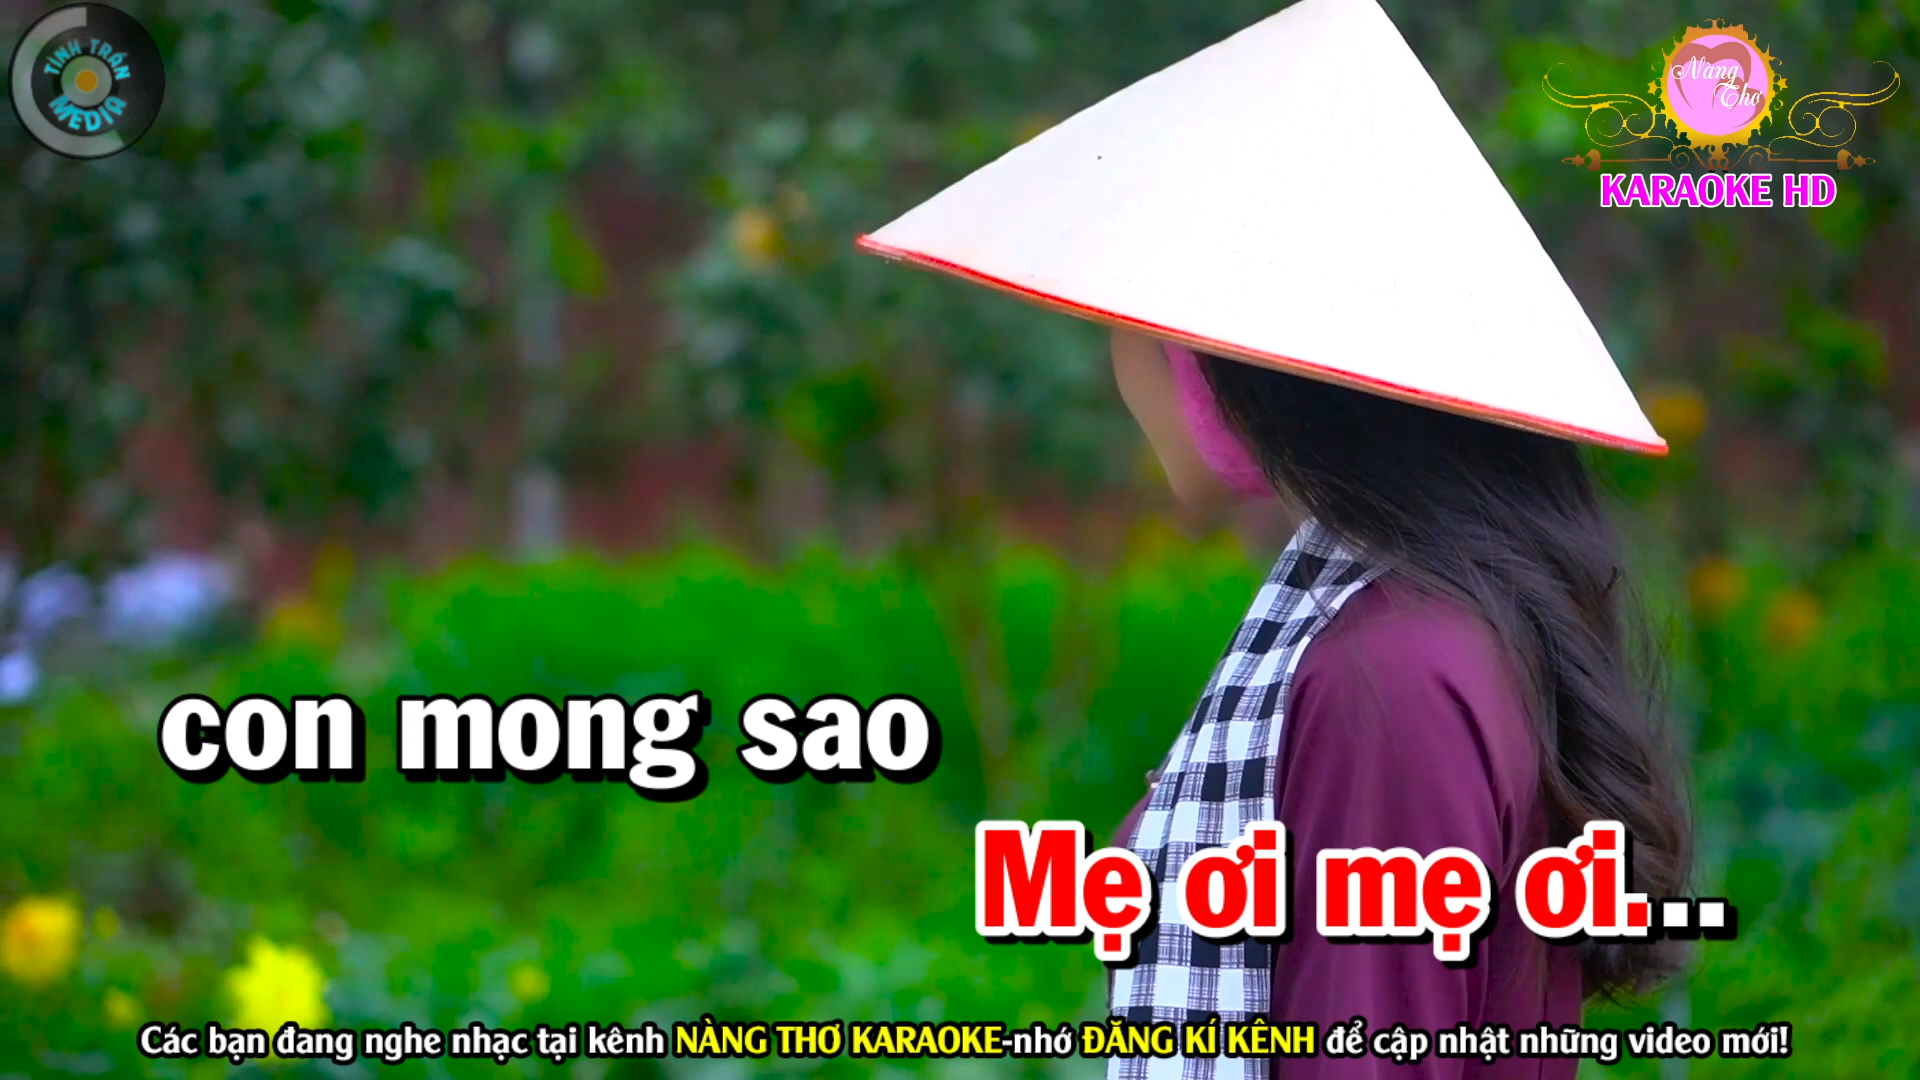 TÌNH TRẦN
MEDIA
Nàng
Thơ
KARAOKE HD
con mong sao
Mẹ ơi mẹ ơi...
Các bạn đang nghe nhạc tại kênh NÀNG THƠ KARAOKE-nhớ ĐĂNG KÍ KÊNH để cập nhật những video mới!